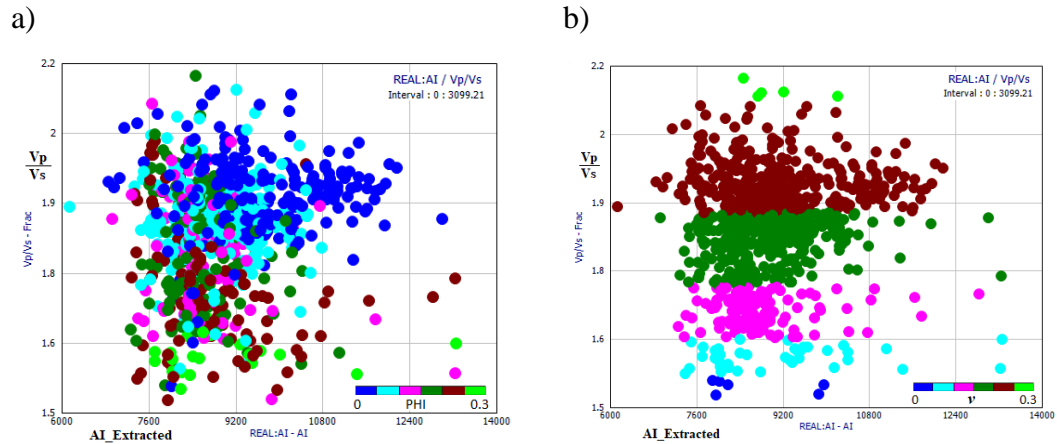 a)
2.2
REAL:AI / Vp/Vs
Interval : 0 : 3099.21
2
Vp
Vs
1.9
Vp/Vs - Frac
1.8
1.6
0 PHI 0.3
1.5
6000 7600 9200 10800 12400 14000
AI_Extracted REAL:AI - AI
b)
2.2
REAL:AI / Vp/Vs
Interval : 0 : 3099.21
2
Vp
Vs
1.9
Vp/Vs - Frac
1.8
1.6
0 ν 0.3
1.5
6000 7600 9200 10800 12400 14000
AI_Extracted REAL:AI - AI